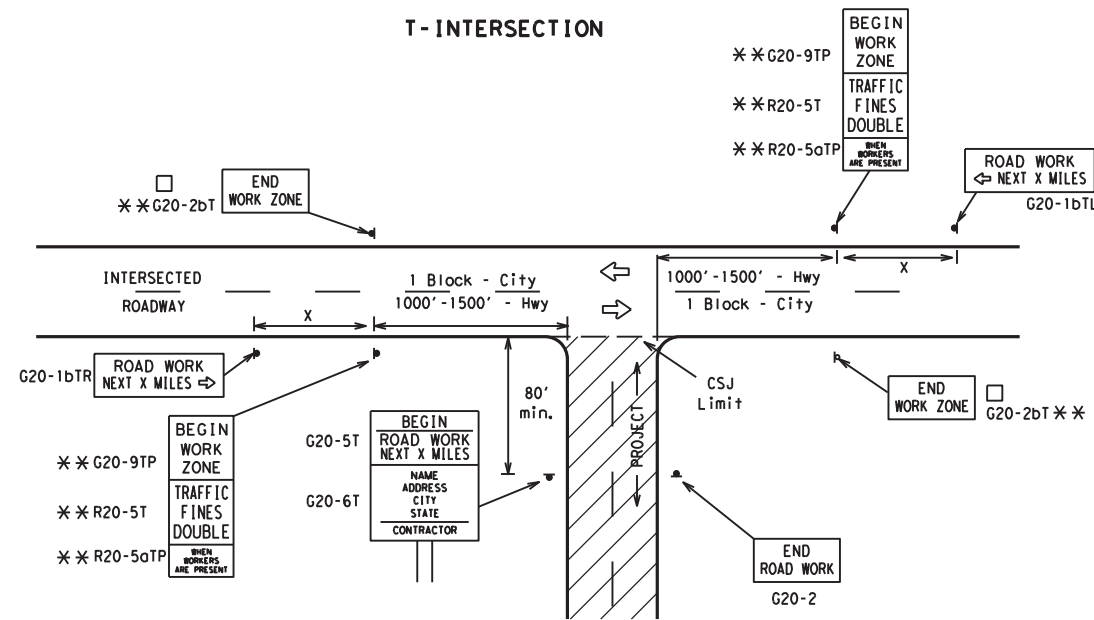 T-INTERSECTION
**G20-9TP
BEGIN
WORK
ZONE
**R20-5T
TRAFFIC
FINES
DOUBLE
**R20-5aTP
WHEN
WORKERS
ARE PRESENT
ROAD WORK
⇦ NEXT X MILES
G20-1bTL
□
**G20-2bT
END
WORK ZONE
INTERSECTED
ROADWAY
1 Block - City
1000'-1500' - Hwy
1000'-1500' - Hwy
1 Block - City
X
X
G20-1bTR
ROAD WORK
NEXT X MILES ⇨
80'
min.
PROJECT
CSJ
Limit
END
WORK ZONE
□
G20-2bT**
**G20-9TP
BEGIN
WORK
ZONE
**R20-5T
TRAFFIC
FINES
DOUBLE
**R20-5aTP
WHEN
WORKERS
ARE PRESENT
G20-5T
BEGIN
ROAD WORK
NEXT X MILES
G20-6T
NAME
ADDRESS
CITY
STATE
CONTRACTOR
END
ROAD WORK
G20-2